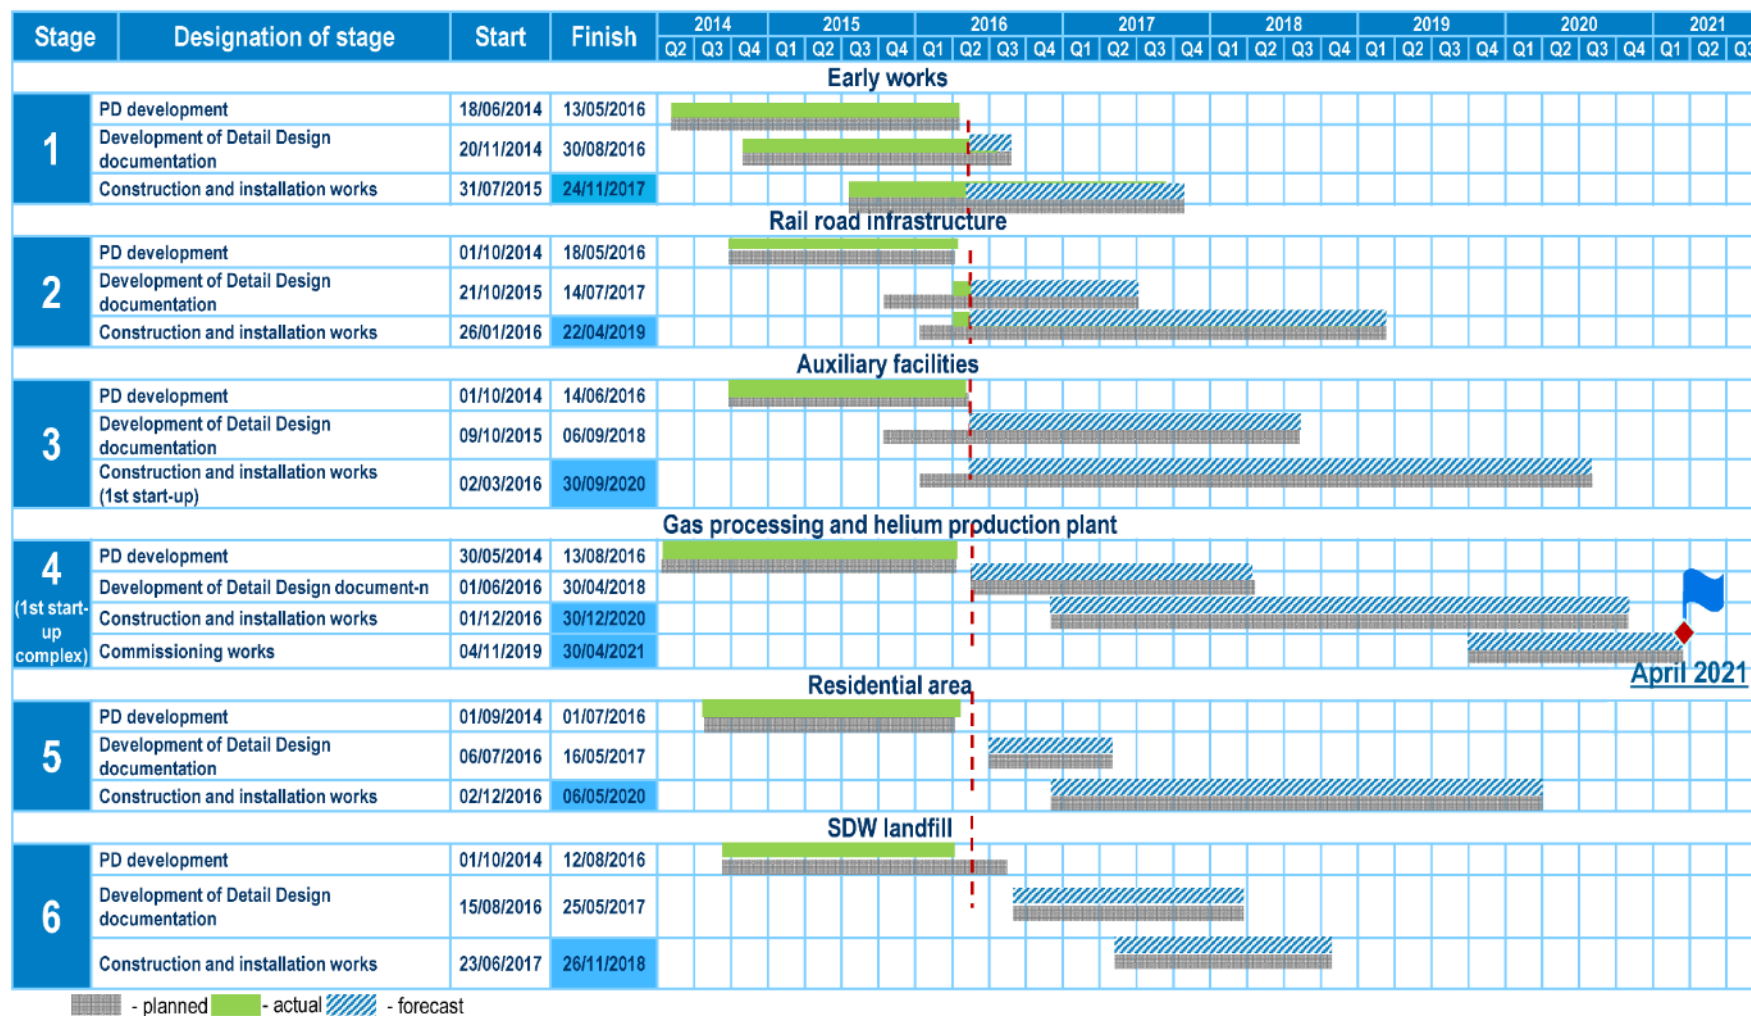 Stage Designation of stage Start Finish 2014 2015 2016 2017 2018 2019 2020 2021
Q2 Q3 Q4 Q1 Q2 Q3 Q4 Q1 Q2 Q3 Q4 Q1 Q2 Q3 Q4 Q1 Q2 Q3 Q4 Q1 Q2 Q3 Q4 Q1 Q2 Q3 Q4 Q1 Q2 Q3
Early works
1
PD development 18/06/2014 13/05/2016
Development of Detail Design
documentation 20/11/2014 30/08/2016
Construction and installation works 31/07/2015 24/11/2017
Rail road infrastructure
2
PD development 01/10/2014 18/05/2016
Development of Detail Design
documentation 21/10/2015 14/07/2017
Construction and installation works 26/01/2016 22/04/2019
Auxiliary facilities
3
PD development 01/10/2014 14/06/2016
Development of Detail Design
documentation 09/10/2015 06/09/2018
Construction and installation works
(1st start-up) 02/03/2016 30/09/2020
Gas processing and helium production plant
4
(1st start-
up
complex)
PD development 30/05/2014 13/08/2016
Development of Detail Design document-n 01/06/2016 30/04/2018
Construction and installation works 01/12/2016 30/12/2020
Commissioning works 04/11/2019 30/04/2021
April 2021
Residential area
5
PD development 01/09/2014 01/07/2016
Development of Detail Design
documentation 06/07/2016 16/05/2017
Construction and installation works 02/12/2016 06/05/2020
SDW landfill
6
PD development 01/10/2014 12/08/2016
Development of Detail Design
documentation 15/08/2016 25/05/2017
Construction and installation works 23/06/2017 26/11/2018
- planned - actual - forecast